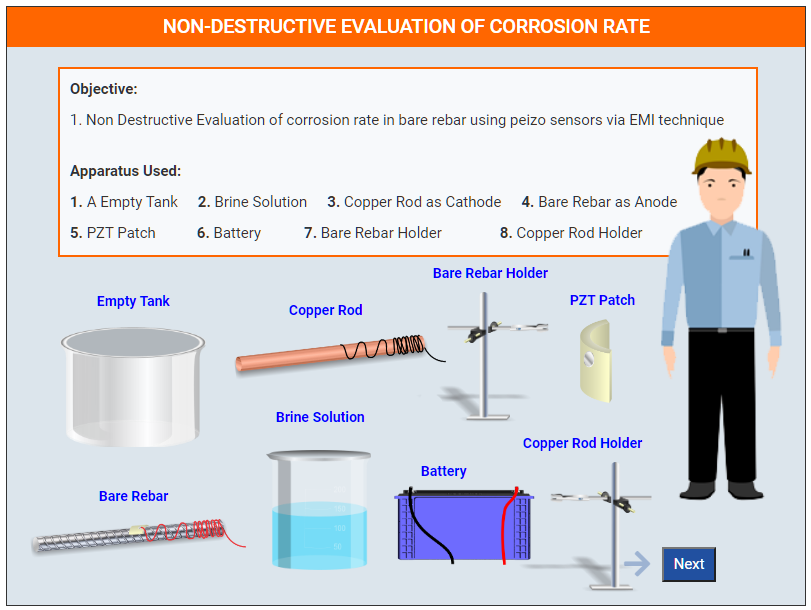 NON-DESTRUCTIVE EVALUATION OF CORROSION RATE
Objective:
1. Non Destructive Evaluation of corrosion rate in bare rebar using peizo sensors via EMI technique
Apparatus Used:
1. A Empty Tank 2. Brine Solution 3. Copper Rod as Cathode 4. Bare Rebar as Anode
5. PZT Patch 6. Battery 7. Bare Rebar Holder 8. Copper Rod Holder
Bare Rebar Holder
Empty Tank
PZT Patch
Copper Rod
Brine Solution
Copper Rod Holder
Battery
Bare Rebar
Next